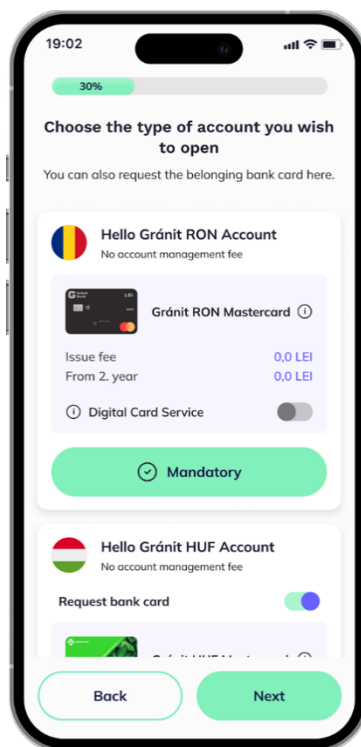 19:02
30%
Choose the type of account you wish
to open
You can also request the belonging bank card here.
Hello Gránit RON Account
No account management fee
LEI
Gránit RON Mastercard
Issue fee 0,0 LEI
From 2. year 0,0 LEI
Digital Card Service
Mandatory
Hello Gránit HUF Account
No account management fee
Request bank card
Back
Next